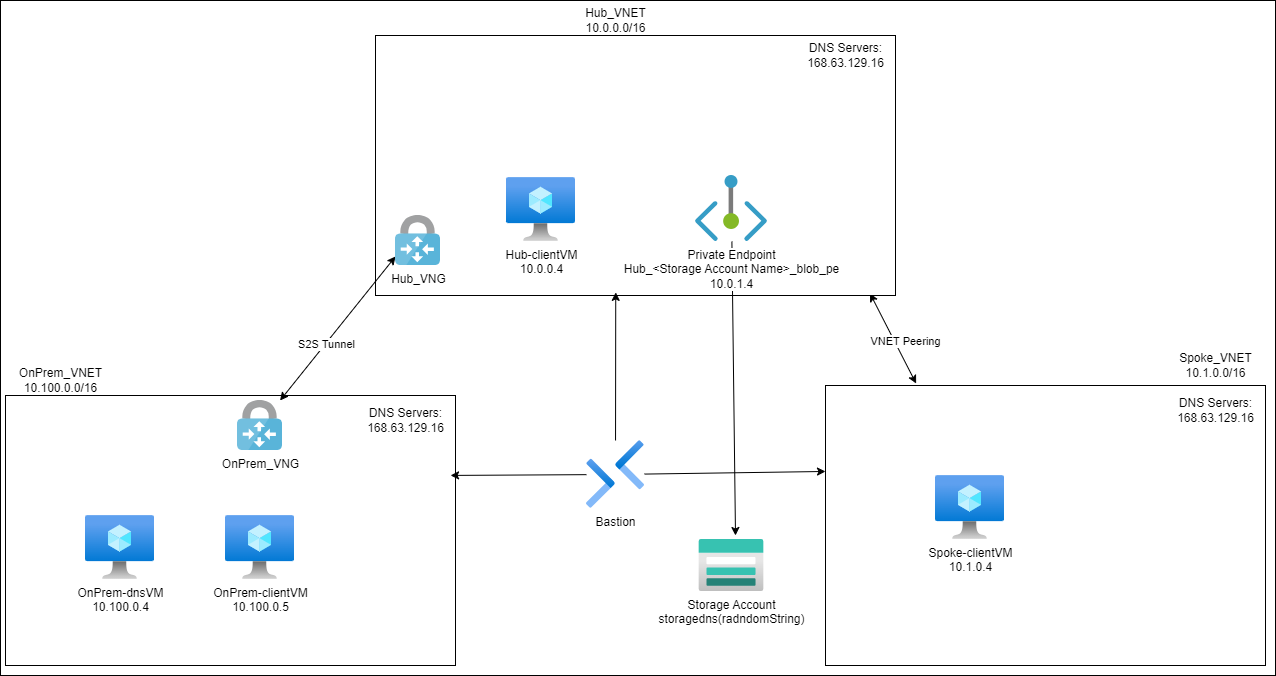 Hub_VNET
10.0.0.0/16
DNS Servers:
168.63.129.16
Hub_VNG
Hub-clientVM
10.0.0.4
Private Endpoint
Hub_<Storage Account Name>_blob_pe
10.0.1.4
S2S Tunnel
VNET Peering
OnPrem_VNET
10.100.0.0/16
DNS Servers:
168.63.129.16
OnPrem_VNG
OnPrem-dnsVM
10.100.0.4
OnPrem-clientVM
10.100.0.5
Bastion
Storage Account
storagedns(radndomString)
Spoke_VNET
10.1.0.0/16
DNS Servers:
168.63.129.16
Spoke-clientVM
10.1.0.4